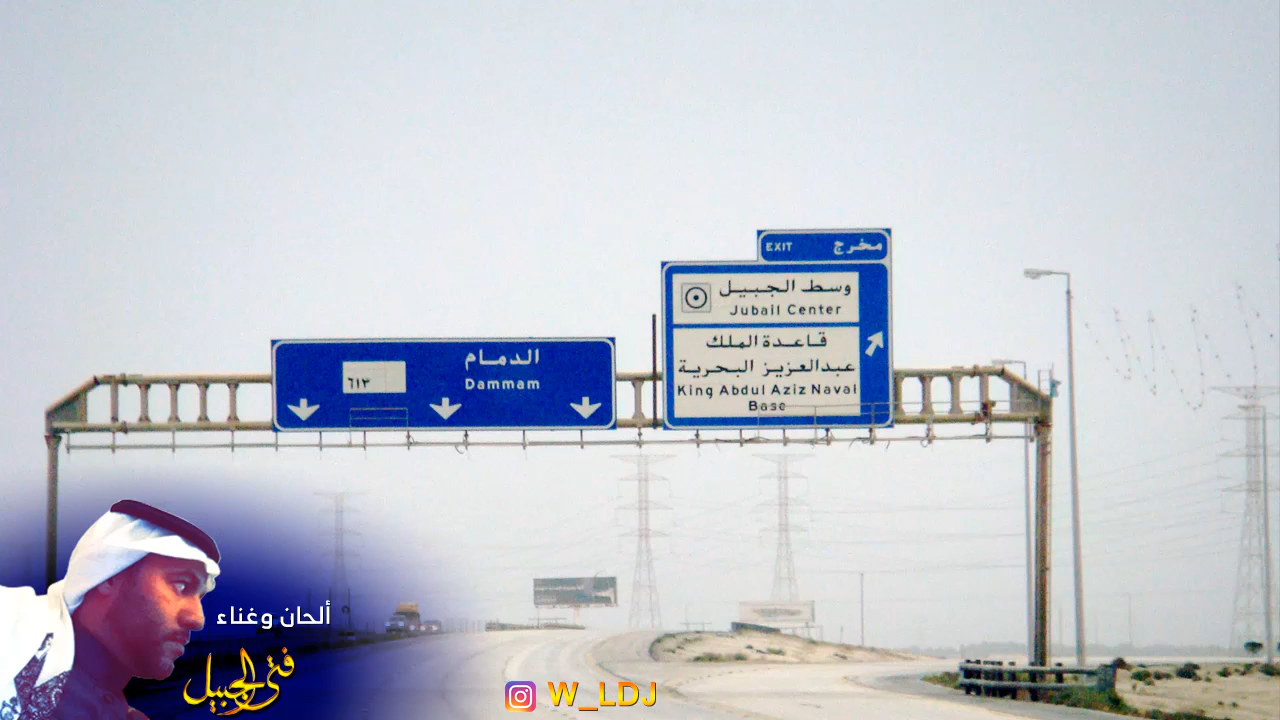 EXIT مخرج
وسط الجبيل
Jubail Center
قاعدة الملك
عبدالعزيز البحرية
King Abdul Aziz Naval
Base
الدمام
Dammam
٦١٣
ألحان وغناء
فتى الجبيل
W_LDJ